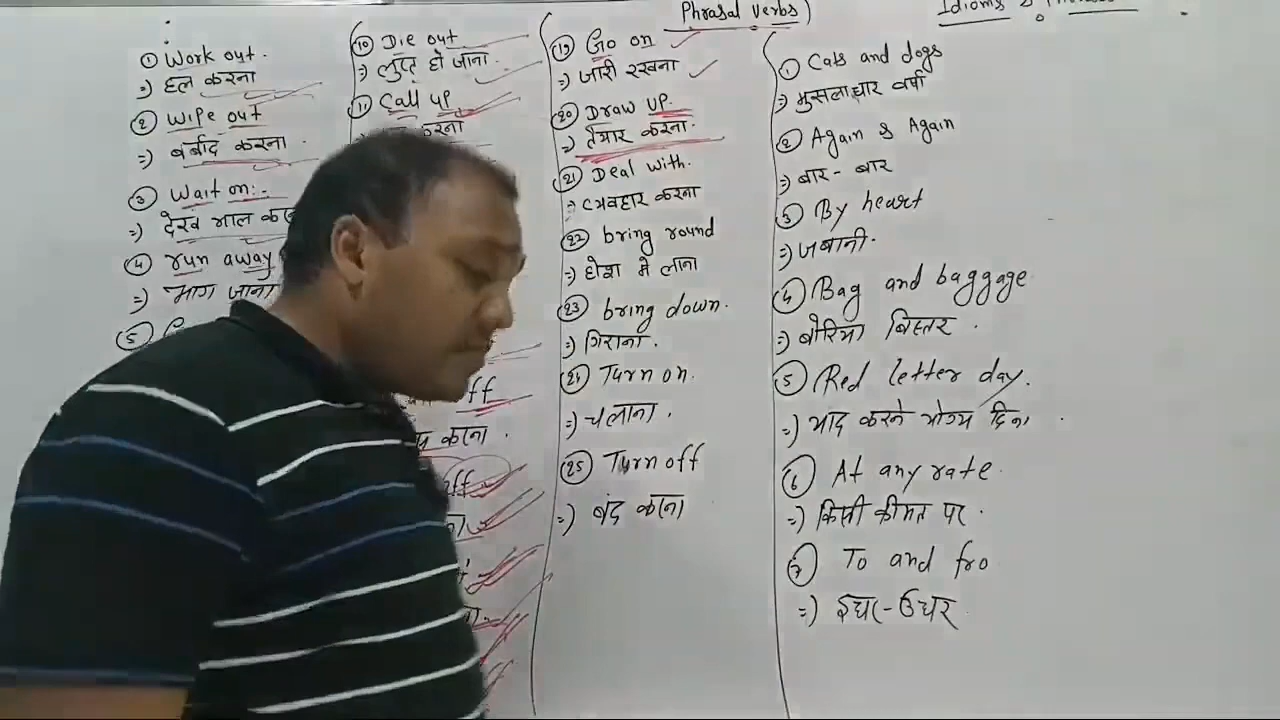 Phrasal Verbs)
Idioms &
① Work out.
=) हल करना
② Wipe out
=) बर्बाद करना .
③ Wait on:-
=) देख भाल
④ run away
=) भाग जाना
⑤
⑩ Die out
=) लुप्त हो जाना .
⑪ Call up
करना
ff
करना .
off
⑲ Go on
=) जारी रखना
⑳ Draw up.
=) तैयार करना.
㉑ Deal with.
=) व्यवहार करना
㉒ bring round
=) होश मे लाना
㉓ bring down.
=) गिराना.
㉔ Turn on.
=) चलाना.
㉕ Turn off
=) बंद करना
① Cats and dogs
=) मुसलाधार वर्षा
② Again & Again
=) बार - बार
③ By heart
=) जबानी.
④ Bag and baggage
=) बोरिया बिस्तर .
⑤ Red letter day.
=) याद करने योग्य दिन।
⑥ At any rate.
=) किसी कीमत पर .
⑦ To and fro
=) इधर-उधर